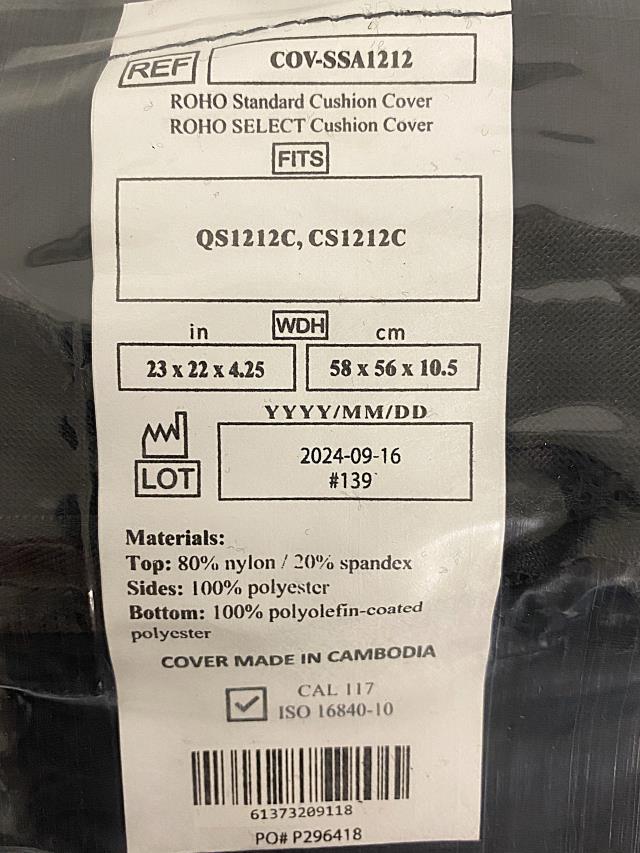 REF COV-SSA1212
ROHO Standard Cushion Cover
ROHO SELECT Cushion Cover
FITS
QS1212C, CS1212C
in WDH cm
23 x 22 x 4.25 58 x 56 x 10.5
YYYY/MM/DD
2024-09-16
LOT #139
Materials:
Top: 80% nylon / 20% spandex
Sides: 100% polyester
Bottom: 100% polyolefin-coated
polyester
COVER MADE IN CAMBODIA
CAL 117
ISO 16840-10
61373209118
PO# P296418